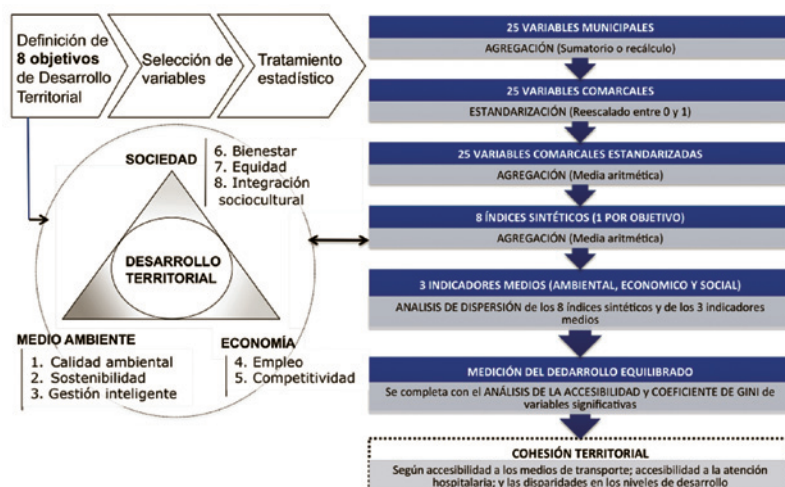 Definición de
8 objetivos
de Desarrollo
Territorial
Selección de
variables
Tratamiento
estadístico
SOCIEDAD
6. Bienestar
7. Equidad
8. Integración
sociocultural
DESARROLLO
TERRITORIAL
MEDIO AMBIENTE
1. Calidad ambiental
2. Sostenibilidad
3. Gestión inteligente
ECONOMÍA
4. Empleo
5. Competitividad
25 VARIABLES MUNICIPALES
AGREGACIÓN (Sumatorio o recálculo)
25 VARIABLES COMARCALES
ESTANDARIZACIÓN (Reescalado entre 0 y 1)
25 VARIABLES COMARCALES ESTANDARIZADAS
AGREGACIÓN (Media aritmética)
8 ÍNDICES SINTÉTICOS (1 POR OBJETIVO)
AGREGACIÓN (Media aritmética)
3 INDICADORES MEDIOS (AMBIENTAL, ECONOMICO Y SOCIAL)
ANALISIS DE DISPERSIÓN de los 8 índices sintéticos y de los 3 indicadores
medios
MEDICIÓN DEL DEDARROLLO EQUILIBRADO
Se completa con el ANÁLISIS DE LA ACCESIBILIDAD y COEFICIENTE DE GINI de
variables significativas
COHESIÓN TERRITORIAL
Según accesibilidad a los medios de transporte; accesibilidad a la atención
hospitalaria; y las disparidades en los niveles de desarrollo